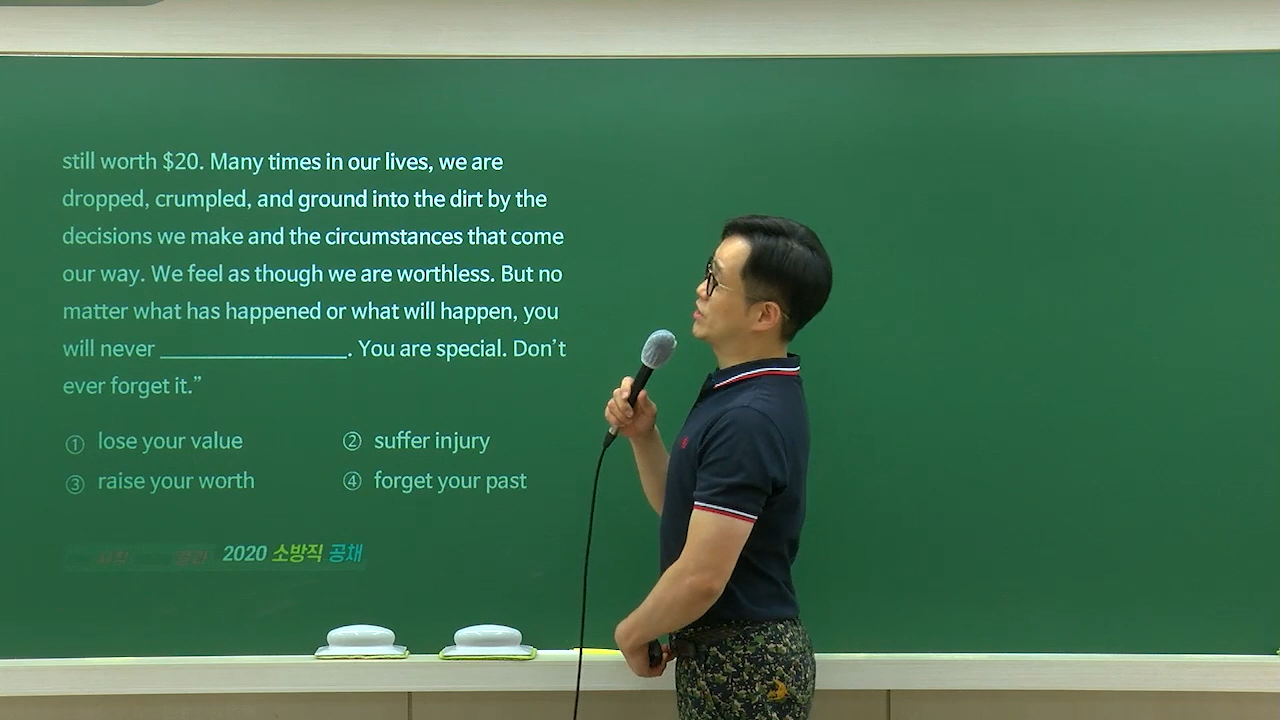 still worth $20. Many times in our lives, we are
dropped, crumpled, and ground into the dirt by the
decisions we make and the circumstances that come
our way. We feel as though we are worthless. But no
matter what has happened or what will happen, you
will never ________________. You are special. Don’t
ever forget it.”
① lose your value ② suffer injury
③ raise your worth ④ forget your past
2020 소방직 공채